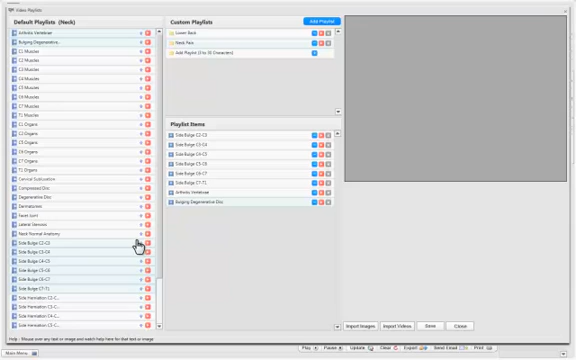 Video Playlists
Default Playlists (Neck)
Arthritic Vertebrae
Bulging Degenerative...
C1 Muscles
C2 Muscles
C3 Muscles
C4 Muscles
C5 Muscles
C6 Muscles
C7 Muscles
T1 Muscles
C1 Organs
C2 Organs
C3 Organs
C4 Organs
C7 Organs
T1 Organs
Cervical Subluxation
Compressed Disc
Degenerative Disc
Dermatomes
Facet Joint
Lateral Stenosis
Neck Normal Anatomy
Side Bulge C2-C3
Side Bulge C3-C4
Side Bulge C4-C5
Side Bulge C5-C6
Side Bulge C6-C7
Side Bulge C7-T1
Side Herniation C2-C...
Side Herniation C3-C...
Side Herniation C4-C...
Side Herniation C5-C...
Custom Playlists
Add Playlist
Lower Back
Neck Pain
Add Playlist (3 to 30 Characters)
Playlist Items
Side Bulge C2-C3
Side Bulge C3-C4
Side Bulge C4-C5
Side Bulge C5-C6
Side Bulge C6-C7
Side Bulge C7-T1
Arthritic Vertebrae
Bulging Degenerative Disc
Import Images
Import Videos
Save
Close
Help : Mouse over any text or image and watch help here for that text or image
Main Menu
Play
Pause
Update
Clear
Export
Send Email
Print